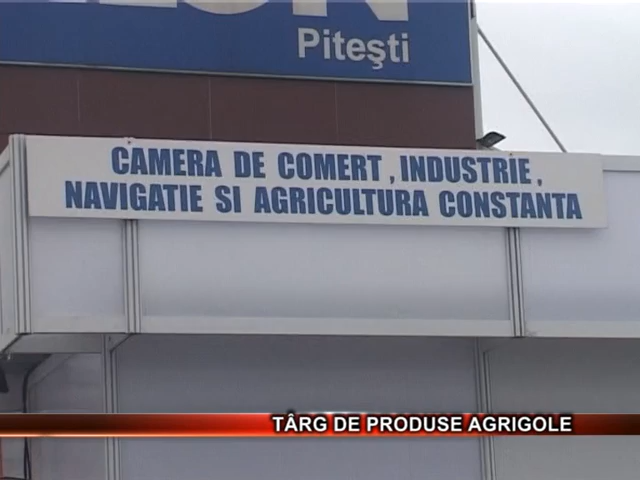 Piteşti
CAMERA DE COMERT, INDUSTRIE,
NAVIGATIE SI AGRICULTURA CONSTANTA
TÂRG DE PRODUSE AGRIGOLE